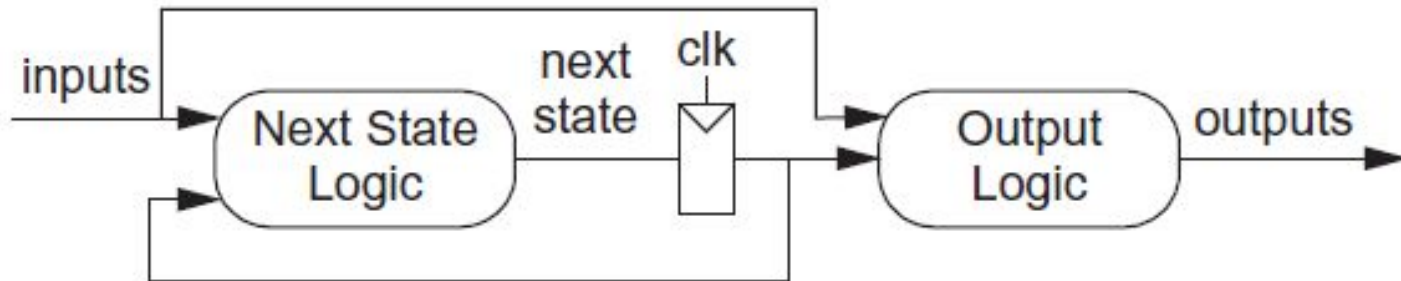 inputs
Next State
Logic
next
state
clk
Output
Logic
outputs